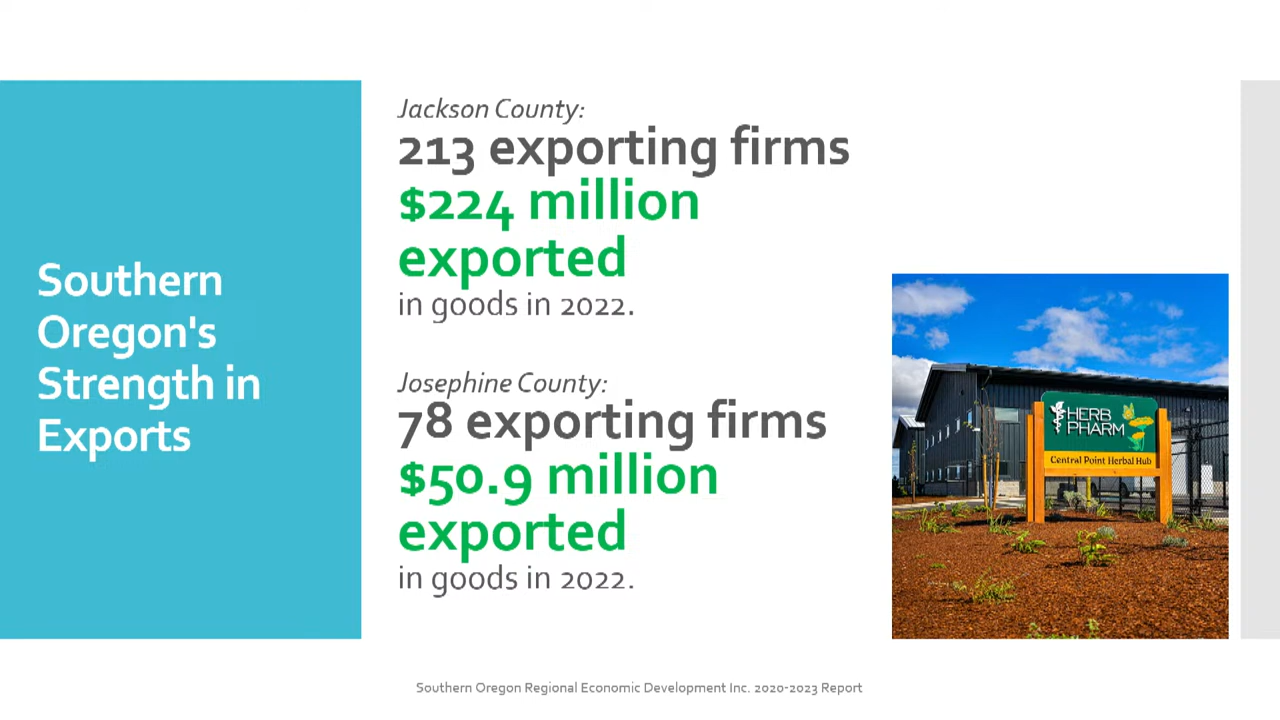 Southern
Oregon's
Strength in
Exports
Jackson County:
213 exporting firms
$224 million
exported
in goods in 2022.
Josephine County:
78 exporting firms
$50.9 million
exported
in goods in 2022.
HERB
PHARM
Central Point Herbal Hub
Southern Oregon Regional Economic Development Inc. 2020-2023 Report